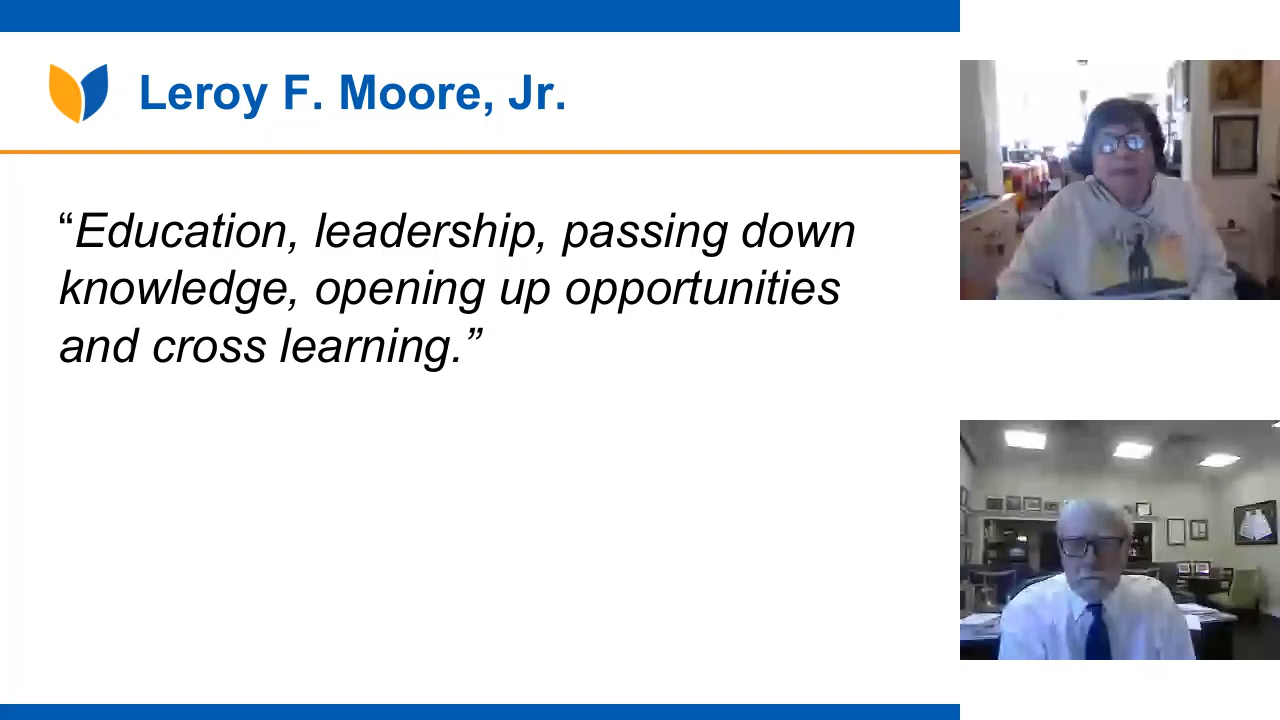 Leroy F. Moore, Jr.
“Education, leadership, passing down
knowledge, opening up opportunities
and cross learning.”